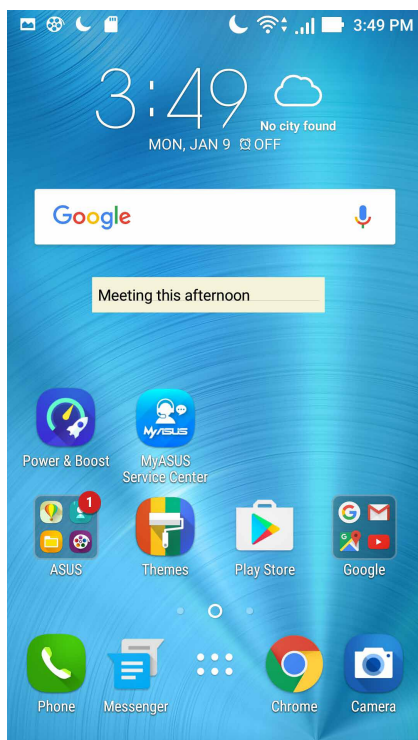 3:49 PM
3:49
No city found
MON, JAN 9 OFF
Google
Meeting this afternoon
Power & Boost
MyASUS
MyASUS
Service Center
1
ASUS
Themes
Play Store
Google
Phone
Messenger
Chrome
Camera